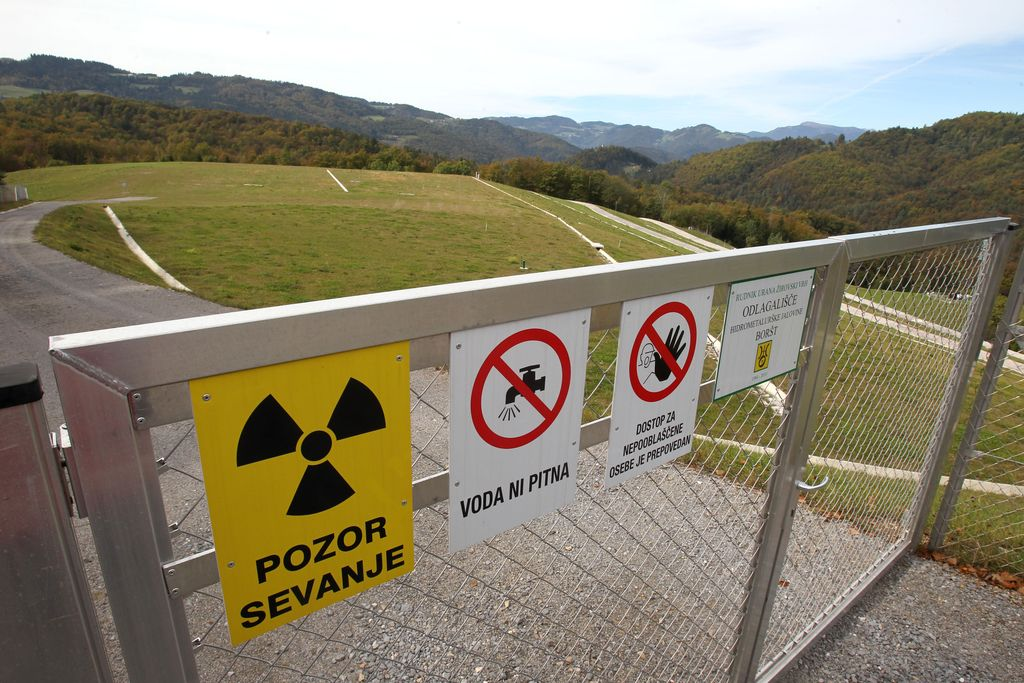 POZOR
SEVANJE
VODA NI PITNA
DOSTOP ZA
NEPOOBLAŠČENE
OSEBE JE PREPOVEDAN
RUDNIK URANA ŽIROVSKI VRH
ODLAGALIŠČE
HIDROMETALURŠKE JALOVINE
BORŠT